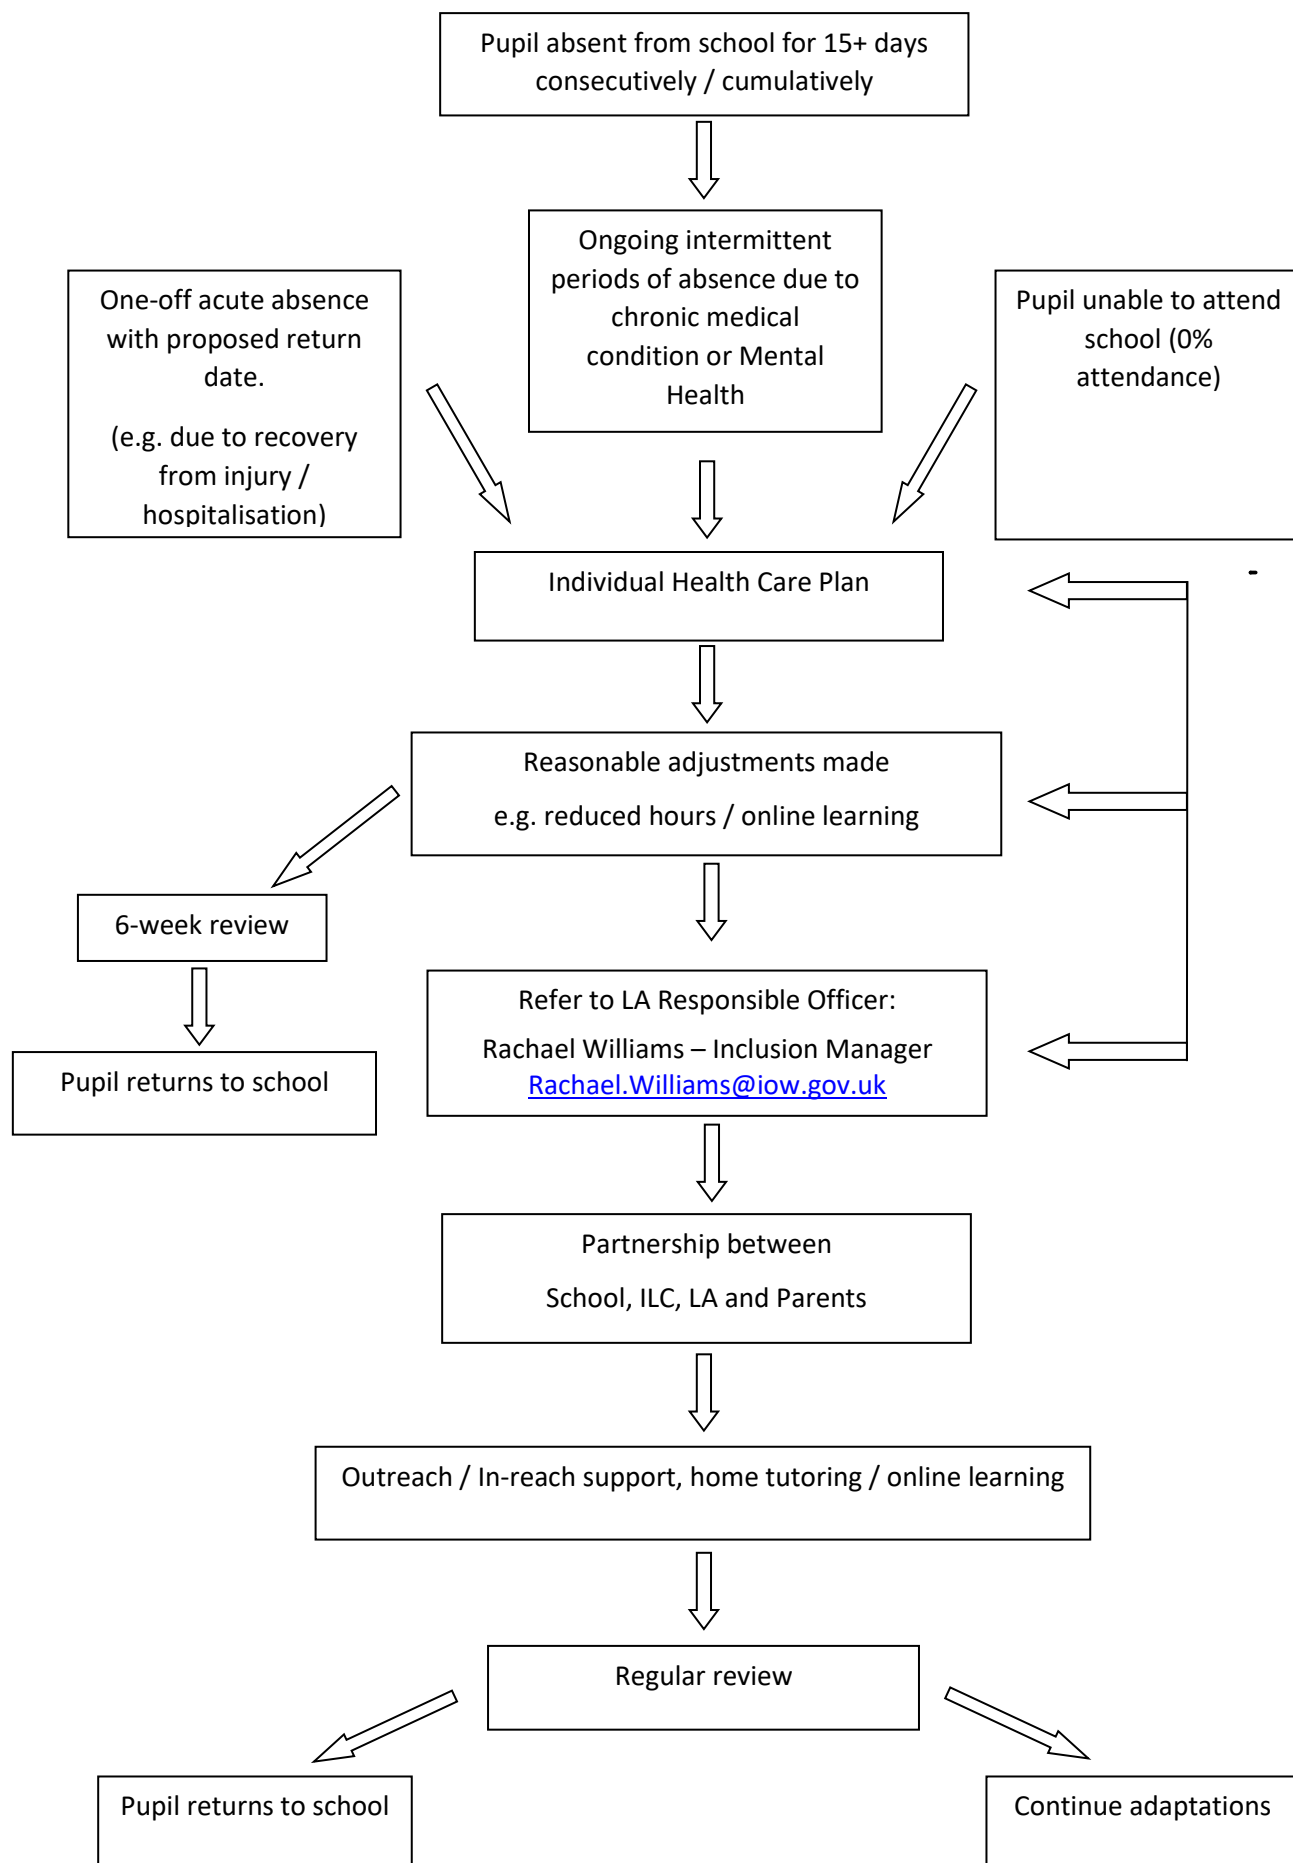 Pupil absent from school for 15+ days
consecutively / cumulatively
One-off acute absence
with proposed return
date.
(e.g. due to recovery
from injury /
hospitalisation)
Ongoing intermittent
periods of absence due to
chronic medical
condition or Mental
Health
Pupil unable to attend
school (0%
attendance)
-
Individual Health Care Plan
Reasonable adjustments made
e.g. reduced hours / online learning
6-week review
Pupil returns to school
Refer to LA Responsible Officer:
Rachael Williams – Inclusion Manager
Rachael.Williams@iow.gov.uk
Partnership between
School, ILC, LA and Parents
Outreach / In-reach support, home tutoring / online learning
Regular review
Pupil returns to school
Continue adaptations